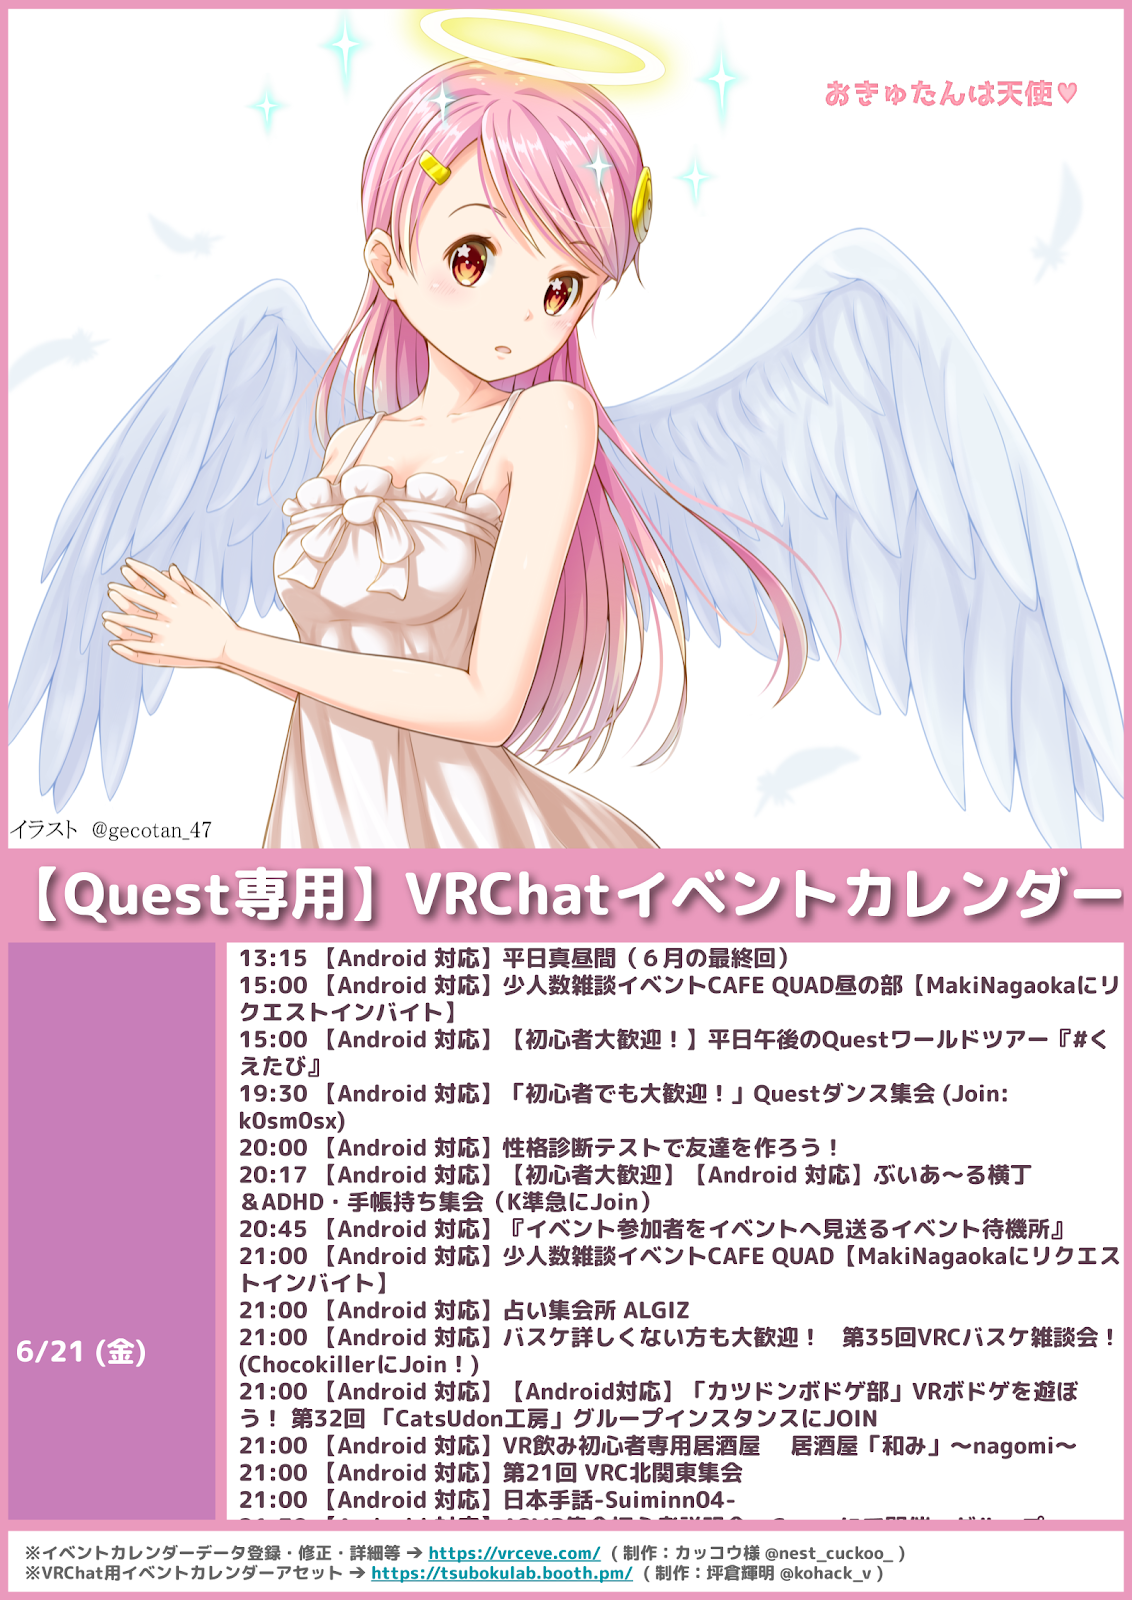 おきゅたんは天使♥
イラスト @gecotan_47
【Quest専用】VRChatイベントカレンダー
6/21 (金)
13:15 【Android 対応】平日真昼間（６月の最終回）
15:00 【Android 対応】少人数雑談イベントCAFE QUAD昼の部【MakiNagaokaにリ
クエストインバイト】
15:00 【Android 対応】【初心者大歓迎！】平日午後のQuestワールドツアー『#く
えたび』
19:30 【Android 対応】「初心者でも大歓迎！」Questダンス集会 (Join:
k0sm0sx)
20:00 【Android 対応】性格診断テストで友達を作ろう！
20:17 【Android 対応】【初心者大歓迎】【Android 対応】ぶいあ～る横丁
＆ADHD・手帳持ち集会（K準急にJoin）
20:45 【Android 対応】『イベント参加者をイベントへ見送るイベント待機所』
21:00 【Android 対応】少人数雑談イベントCAFE QUAD【MakiNagaokaにリクエス
トインバイト】
21:00 【Android 対応】占い集会所 ALGIZ
21:00 【Android 対応】バスケ詳しくない方も大歓迎！　第35回VRCバスケ雑談会！
(ChocokillerにJoin！)
21:00 【Android 対応】【Android対応】「カツドンボドゲ部」VRボドゲを遊ぼ
う！ 第32回 「CatsUdon工房」グループインスタンスにJOIN
21:00 【Android 対応】VR飲み初心者専用居酒屋　 居酒屋「和み」～nagomi～
21:00 【Android 対応】第21回 VRC北関東集会
21:00 【Android 対応】日本手話-Suiminn04-
※イベントカレンダーデータ登録・修正・詳細等 → https://vrceve.com/ ( 制作：カッコウ様 @nest_cuckoo_ )
※VRChat用イベントカレンダーアセット → https://tsubokulab.booth.pm/ ( 制作：坪倉輝明 @kohack_v )